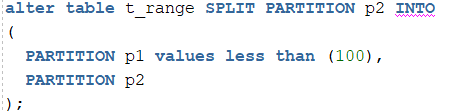 alter table t_range SPLIT PARTITION p2 INTO
(
  PARTITION p1 values less than (100),
  PARTITION p2
);